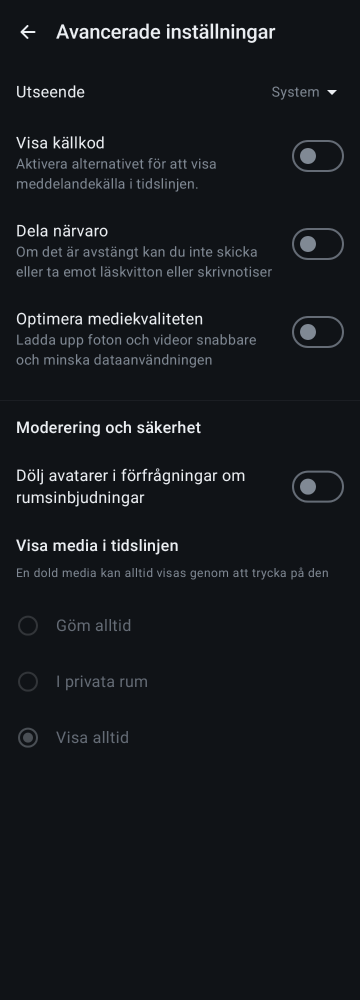 Avancerade inställningar
Utseende
System
Visa källkod
Aktivera alternativet för att visa
meddelandekälla i tidslinjen.
Dela närvaro
Om det är avstängt kan du inte skicka
eller ta emot läskvitton eller skrivnotiser
Optimera mediekvaliteten
Ladda upp foton och videor snabbare
och minska dataanvändningen
Moderering och säkerhet
Dölj avatarer i förfrågningar om
rumsinbjudningar
Visa media i tidslinjen
En dold media kan alltid visas genom att trycka på den
Göm alltid
I privata rum
Visa alltid